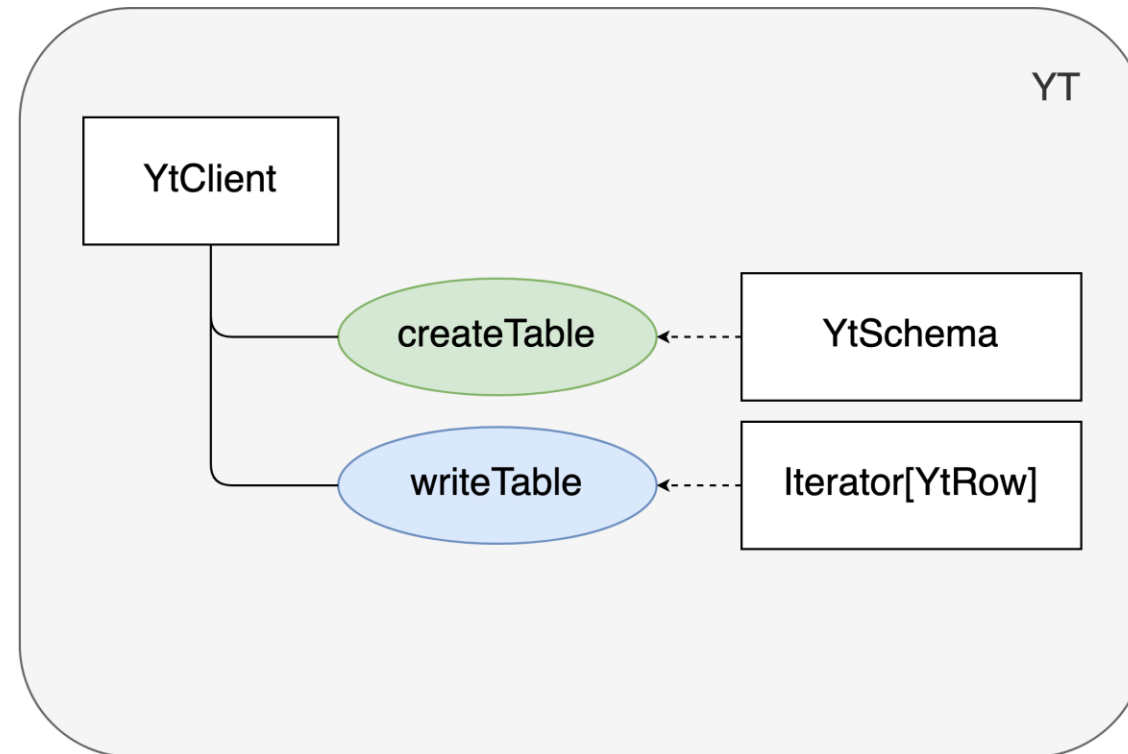 YT
YtClient
createTable
YtSchema
writeTable
Iterator[YtRow]